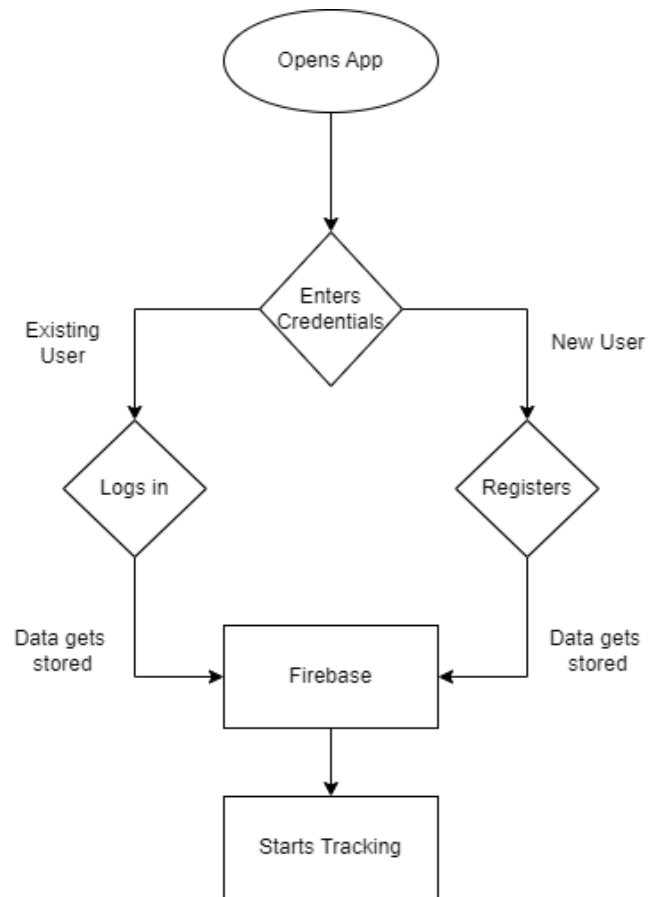 Opens App
Enters
Credentials
Existing
User
New User
Logs in
Registers
Data gets
stored
Firebase
Data gets
stored
Starts Tracking